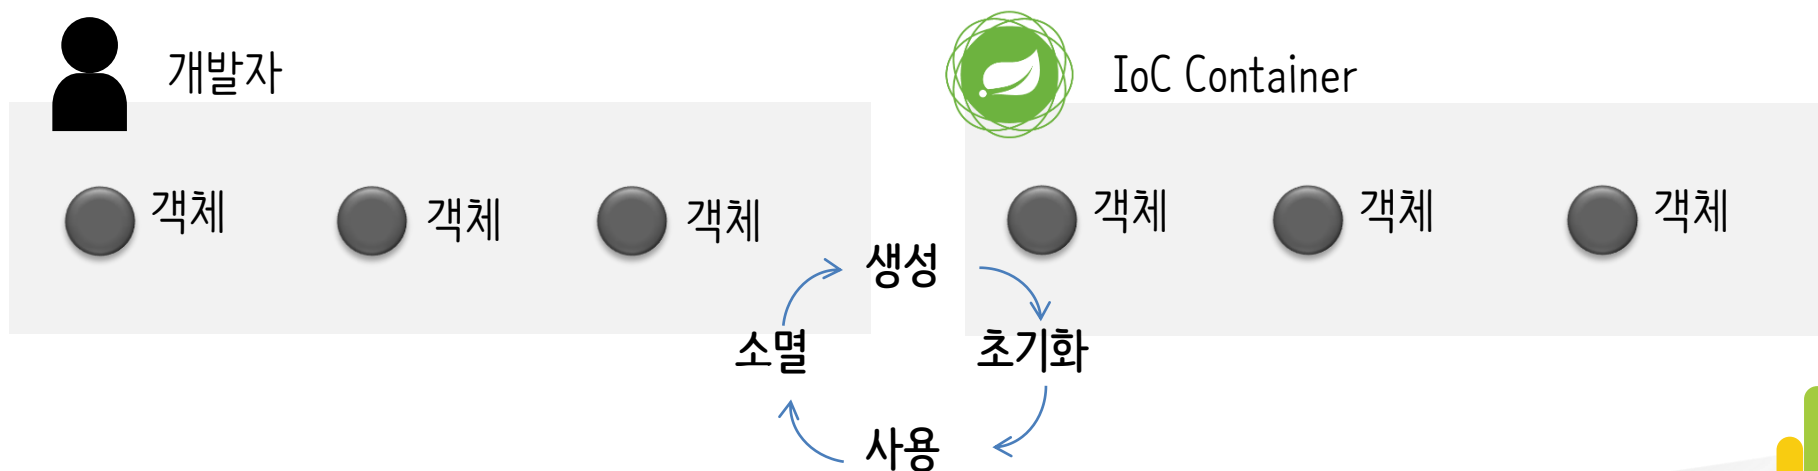 개발자
IoC Container
객체
객체
객체
객체
객체
객체
생성
소멸
초기화
사용